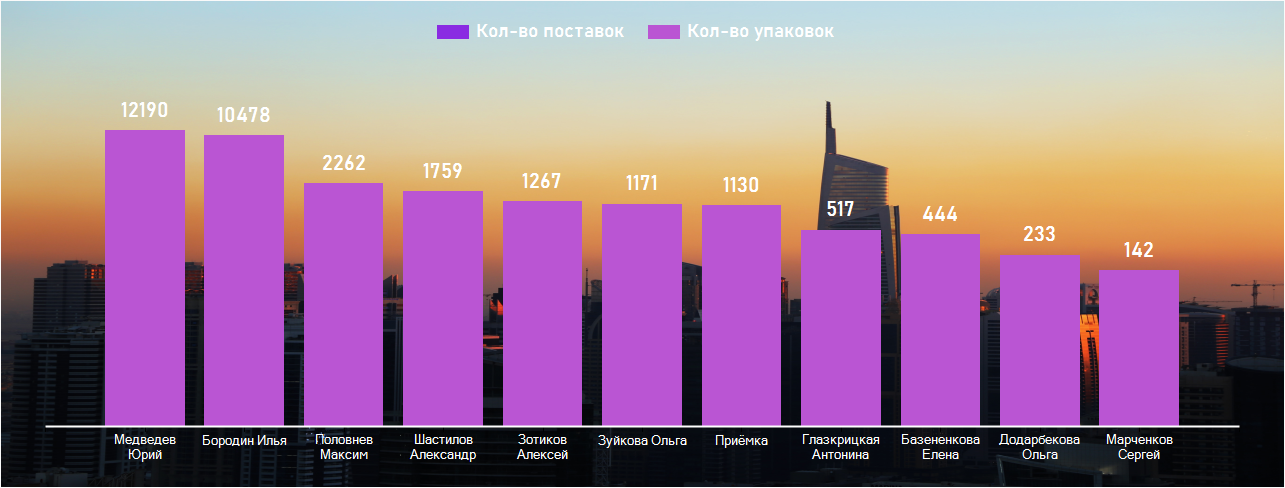 Кол-во поставок Кол-во упаковок
12190 10478 2262 1759 1267 1171 1130 517 444 233 142
Медведев Юрий
Бородин Илья
Половнев Максим
Шастилов Александр
Зотиков Алексей
Зуйкова Ольга
Приёмка
Глазкрицкая Антонина
Базененкова Елена
Додарбекова Ольга
Марченков Сергей